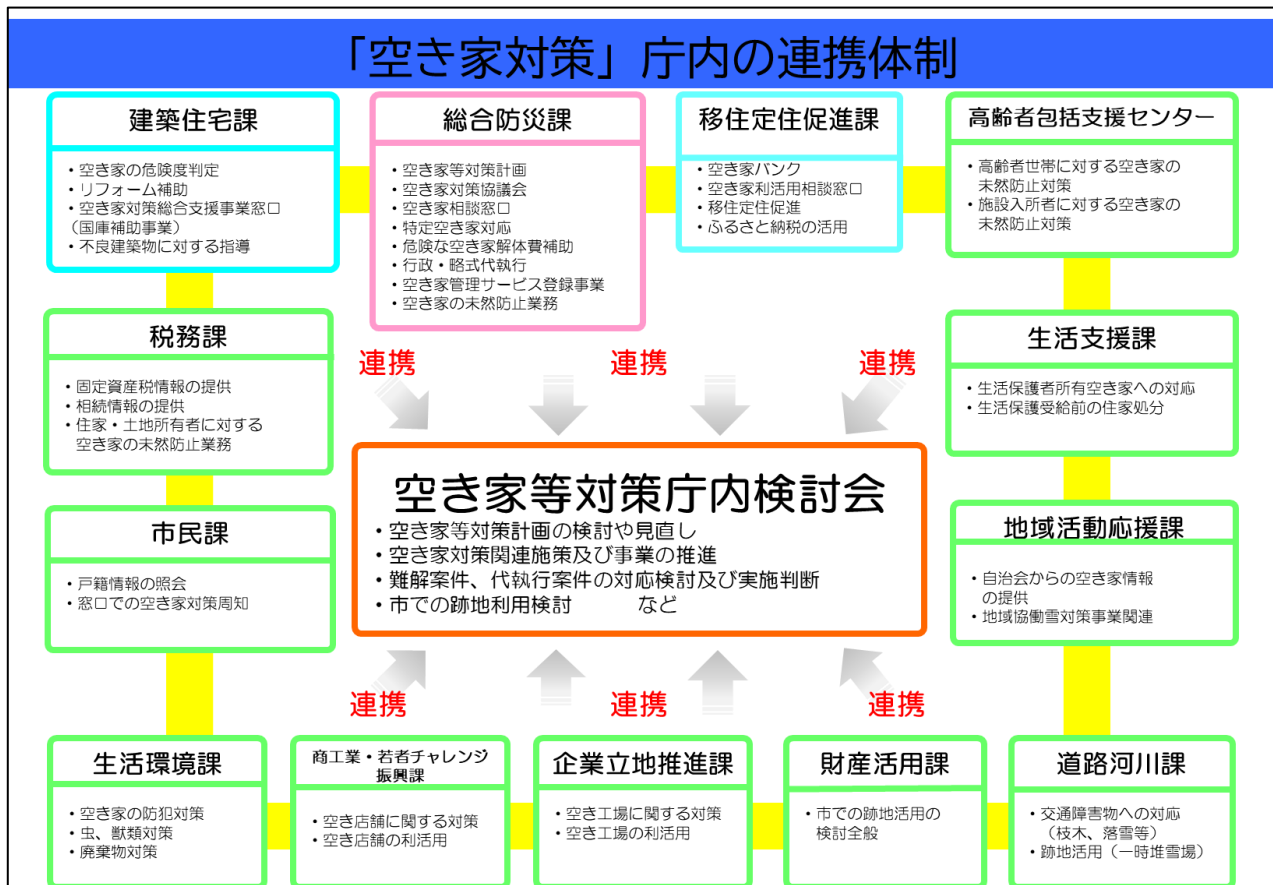 「空き家対策」庁内の連携体制
建築住宅課
・空き家の危険度判定
・リフォーム補助
・空き家対策総合支援事業窓口
（国庫補助事業）
・不良建築物に対する指導
総合防災課
・空き家等対策計画
・空き家対策協議会
・空き家相談窓口
・特定空き家対応
・危険な空き家解体費補助
・行政・略式代執行
・空き家管理サービス登録事業
・空き家の未然防止業務
移住定住促進課
・空き家バンク
・空き家利活用相談窓口
・移住定住促進
・ふるさと納税の活用
高齢者包括支援センター
・高齢者世帯に対する空き家の
未然防止対策
・施設入所者に対する空き家の
未然防止対策
税務課
・固定資産税情報の提供
・相続情報の提供
・住家・土地所有者に対する
空き家の未然防止業務
連携
連携
連携
生活支援課
・生活保護者所有空き家への対応
・生活保護受給前の住家処分
空き家等対策庁内検討会
・空き家等対策計画の検討や見直し
・空き家対策関連施策及び事業の推進
・難解案件、代執行案件の対応検討及び実施判断
・市での跡地利用検討　　　など
市民課
・戸籍情報の照会
・窓口での空き家対策周知
地域活動応援課
・自治会からの空き家情報
の提供
・地域協働雪対策事業関連
連携
連携
連携
生活環境課
・空き家の防犯対策
・虫、獣類対策
・廃棄物対策
商工業・若者チャレンジ
振興課
・空き店舗に関する対策
・空き店舗の利活用
企業立地推進課
・空き工場に関する対策
・空き工場の利活用
財産活用課
・市での跡地活用の
検討全般
道路河川課
・交通障害物への対応
（枝木、落雪等）
・跡地活用（一時堆雪場）